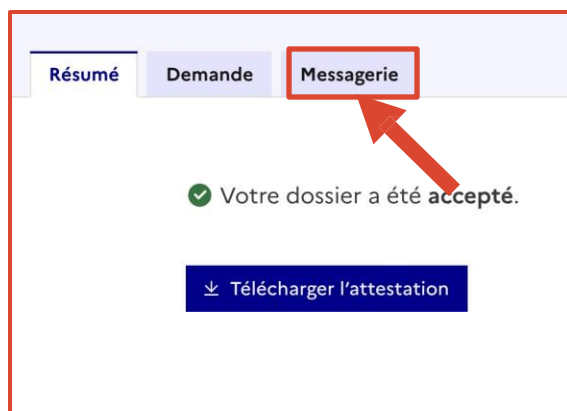 Résumé Demande Messagerie
Votre dossier a été accepté.
Télécharger l’attestation